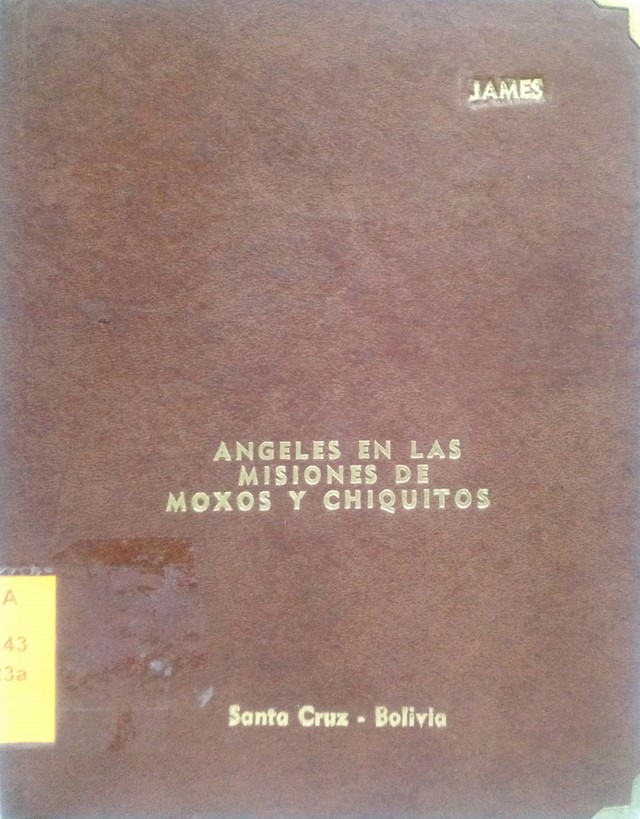 JAMES
ANGELES EN LAS
MISIONES DE
MOXOS Y CHIQUITOS
A
43
3a
Santa Cruz - Bolivia